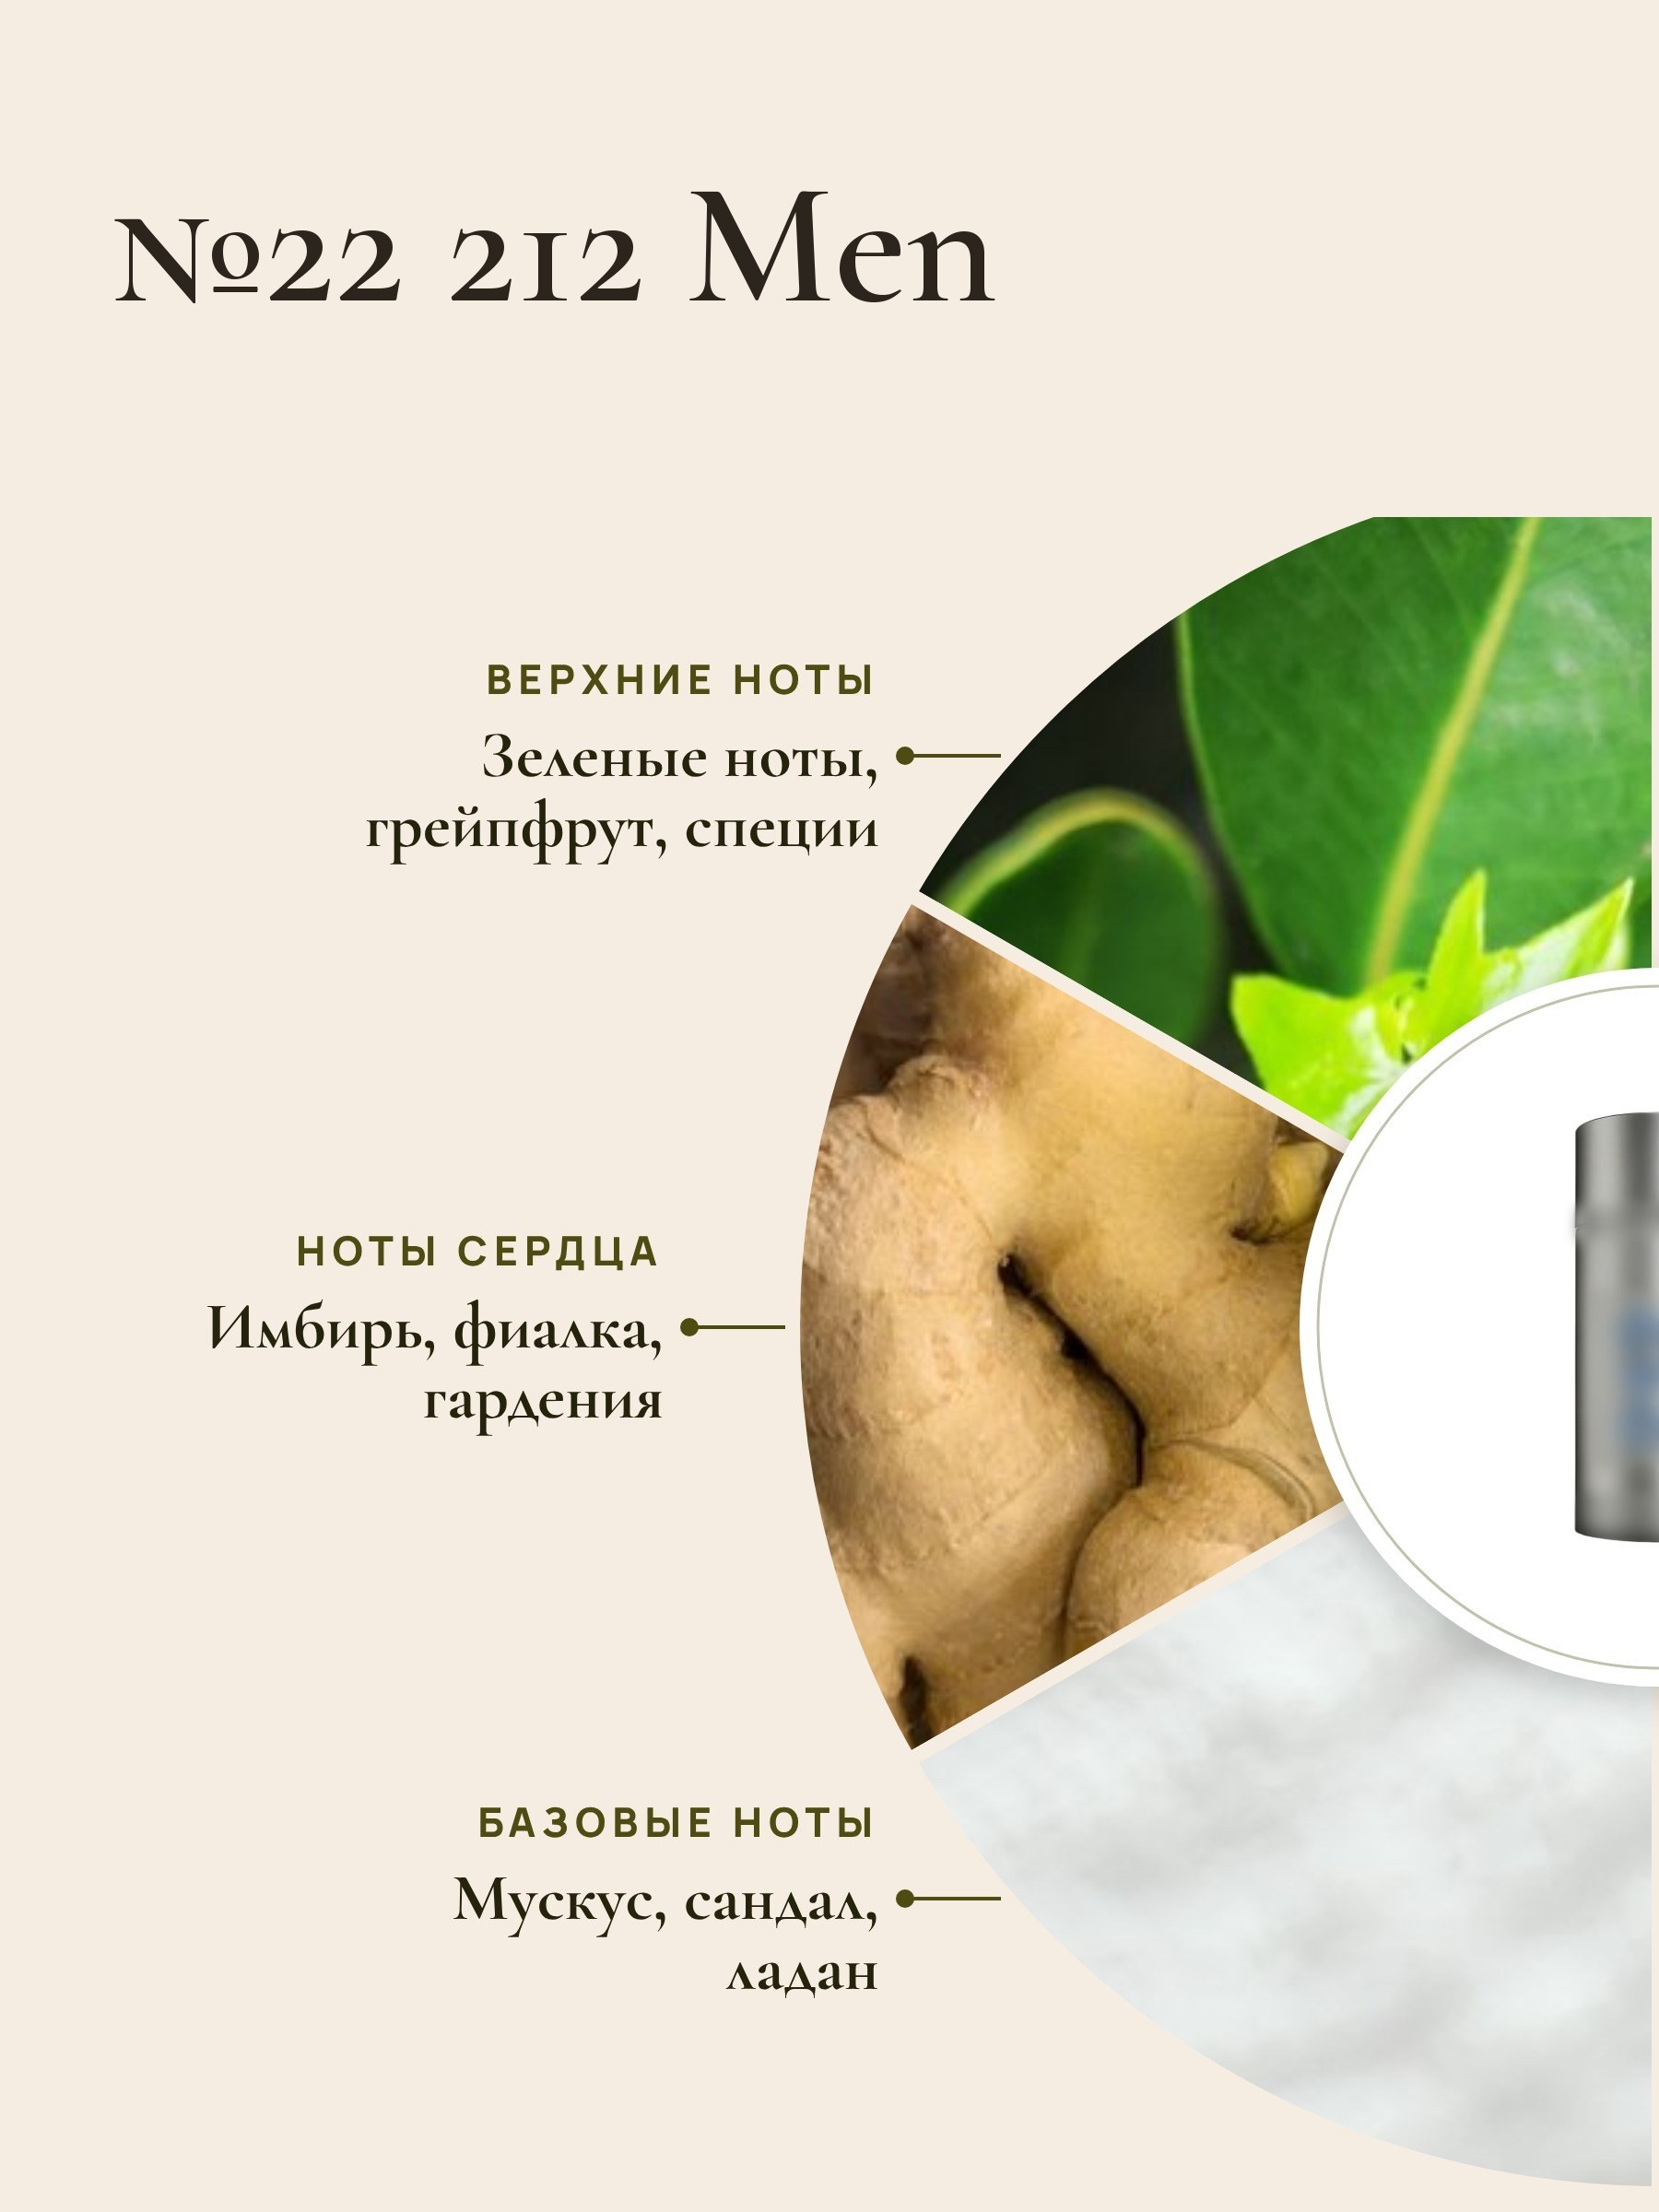 №22 212 Men
ВЕРХНИЕ НОТЫ
Зеленые ноты,
грейпфрут, специи
НОТЫ СЕРДЦА
Имбирь, фиалка,
гардения
БАЗОВЫЕ НОТЫ
Мускус, сандал,
ладан